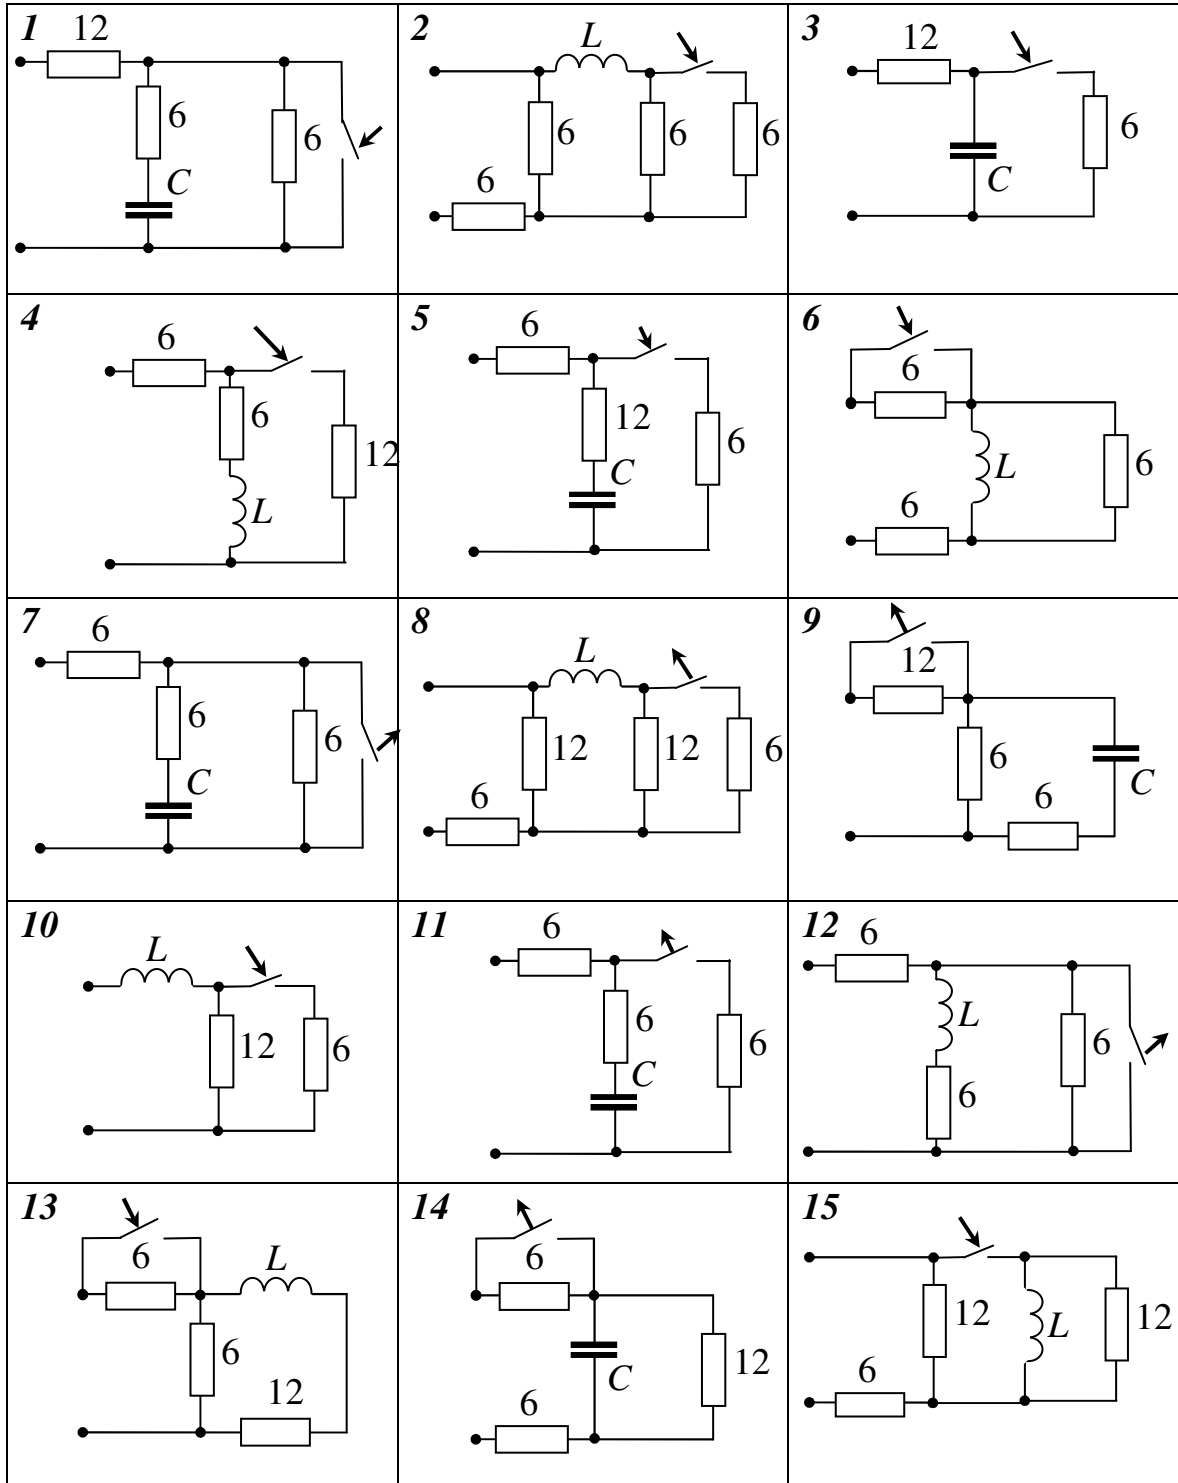 1 12 6 6 C
2 L 6 6 6 6
3 12 6 C
4 6 6 12 L
5 6 12 6 C
6 6 L 6 6
7 6 6 6 C
8 L 12 12 6 6
9 12 6 6 C
10 L 12 6
11 6 6 6 C
12 6 L 6 6
13 6 L 6 12
14 6 12 C 6
15 12 L 12 6